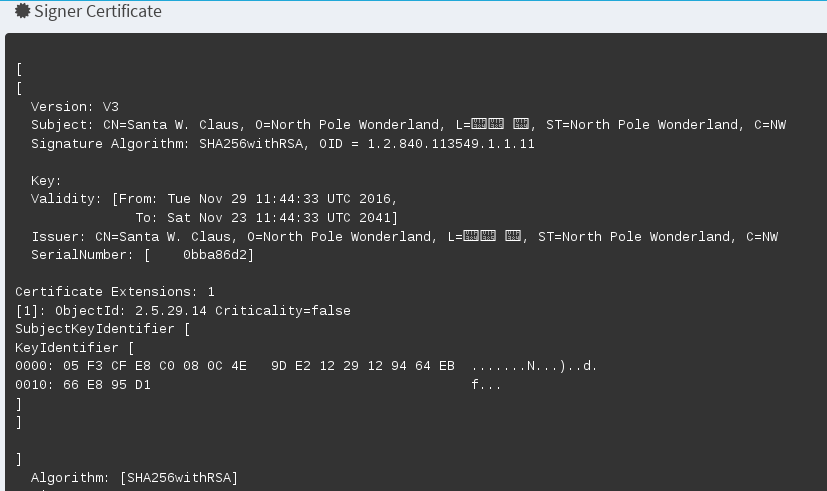 Signer Certificate
[
[
Version: V3
Subject: CN=Santa W. Claus, O=North Pole Wonderland, L=, ST=North Pole Wonderland, C=NW
Signature Algorithm: SHA256withRSA, OID = 1.2.840.113549.1.1.11
Key:
Validity: [From: Tue Nov 29 11:44:33 UTC 2016,
To: Sat Nov 23 11:44:33 UTC 2041]
Issuer: CN=Santa W. Claus, O=North Pole Wonderland, L=, ST=North Pole Wonderland, C=NW
SerialNumber: [    0bba86d2]
Certificate Extensions: 1
[1]: ObjectId: 2.5.29.14 Criticality=false
SubjectKeyIdentifier [
KeyIdentifier [
0000: 05 F3 CF E8 C0 08 0C 4E   9D E2 12 29 12 94 64 EB  .......N...)..d.
0010: 66 E8 95 D1                                        f...
]
]
]
Algorithm: [SHA256withRSA]